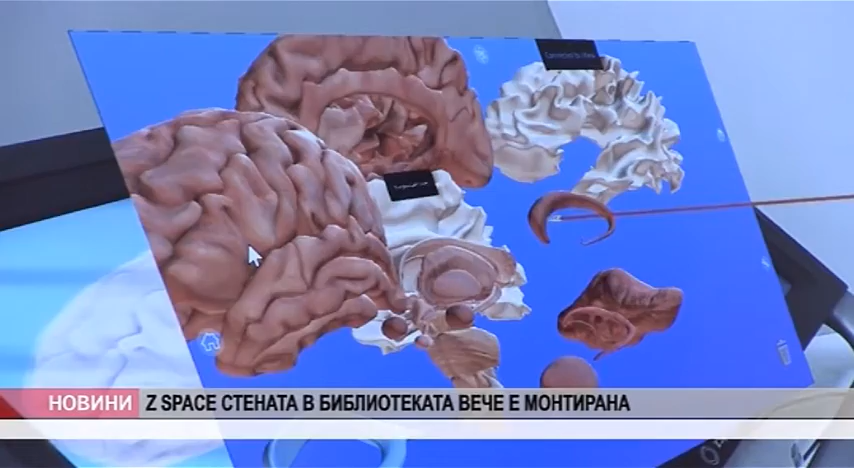 НОВИНИ Z SPACE СТЕНАТА В БИБЛИОТЕКАТА ВЕЧЕ Е МОНТИРАНА